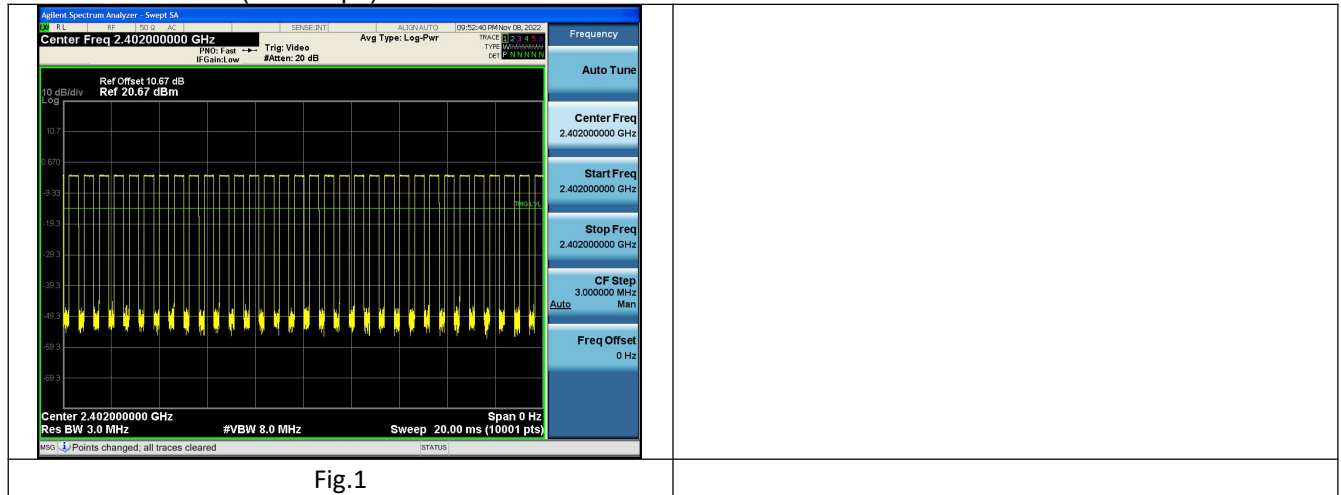 Agilent Spectrum Analyzer - Swept SA
RL RF 50 Ω AC SENSE:INT ALIGN AUTO 09:52:40 PM Nov 08, 2022
Center Freq 2.402000000 GHz
PNO: Fast
IFGain:Low
Trig: Video
#Atten: 20 dB
Avg Type: Log-Pwr
TRACE 1 2 3 4 5 6
TYPE
DET P N N N N N
Ref Offset 10.67 dB
10 dB/div Ref 20.67 dBm
Log
10.7
0.670
-9.33
-19.3
-29.3
-39.3
-49.3
-59.3
-69.3
TRIG LVL
Center 2.402000000 GHz Span 0 Hz
Res BW 3.0 MHz #VBW 8.0 MHz Sweep 20.00 ms (10001 pts)
MSG Points changed; all traces cleared STATUS
Frequency
Auto Tune
Center Freq
2.402000000 GHz
Start Freq
2.402000000 GHz
Stop Freq
2.402000000 GHz
CF Step
3.000000 MHz
Auto Man
Freq Offset
0 Hz
Fig.1